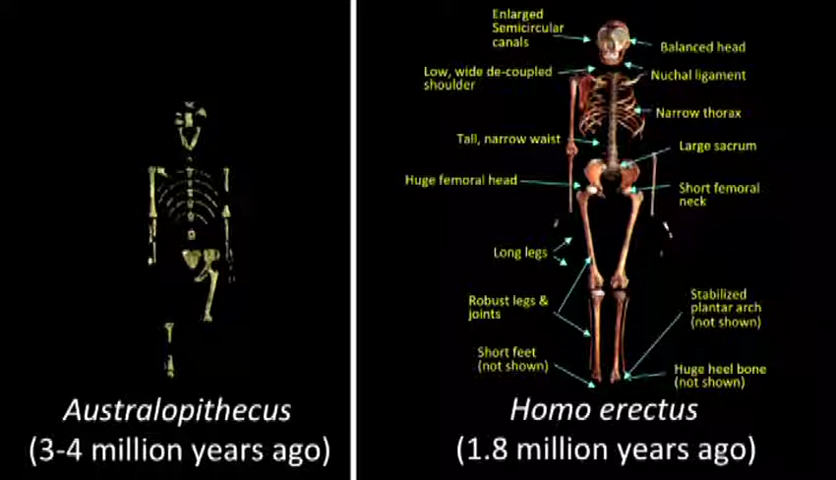 Enlarged
Semicircular
canals
Balanced head
Low, wide de-coupled
shoulder
Nuchal ligament
Narrow thorax
Tall, narrow waist
Large sacrum
Huge femoral head
Short femoral
neck
Long legs
Robust legs &
joints
Stabilized
plantar arch
(not shown)
Short feet
(not shown)
Huge heel bone
(not shown)
Australopithecus
(3-4 million years ago)
Homo erectus
(1.8 million years ago)